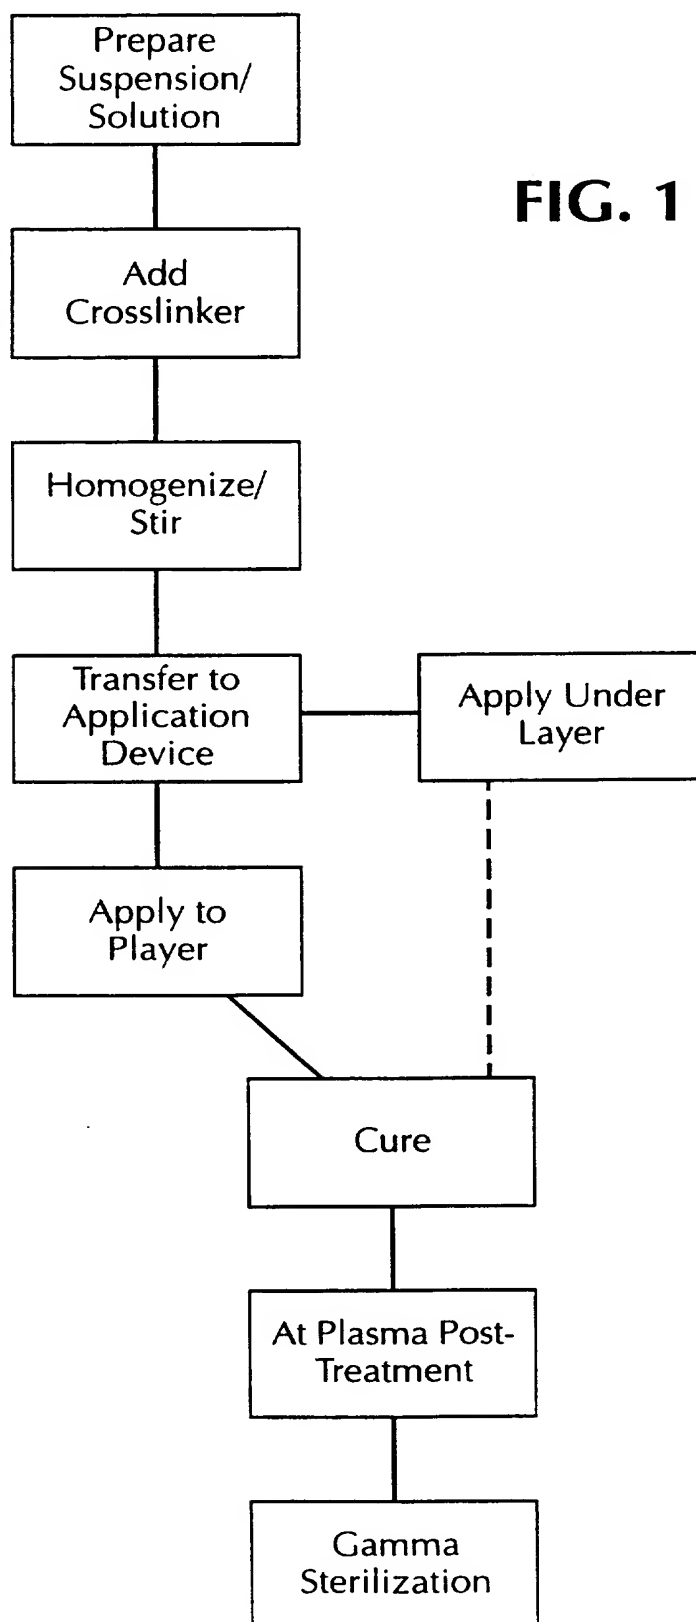 Prepare
Suspension/
Solution
FIG. 1
Add
Crosslinker
Homogenize/
Stir
Transfer to
Application
Device
Apply Under
Layer
Apply to
Player
Cure
At Plasma Post-
Treatment
Gamma
Sterilization